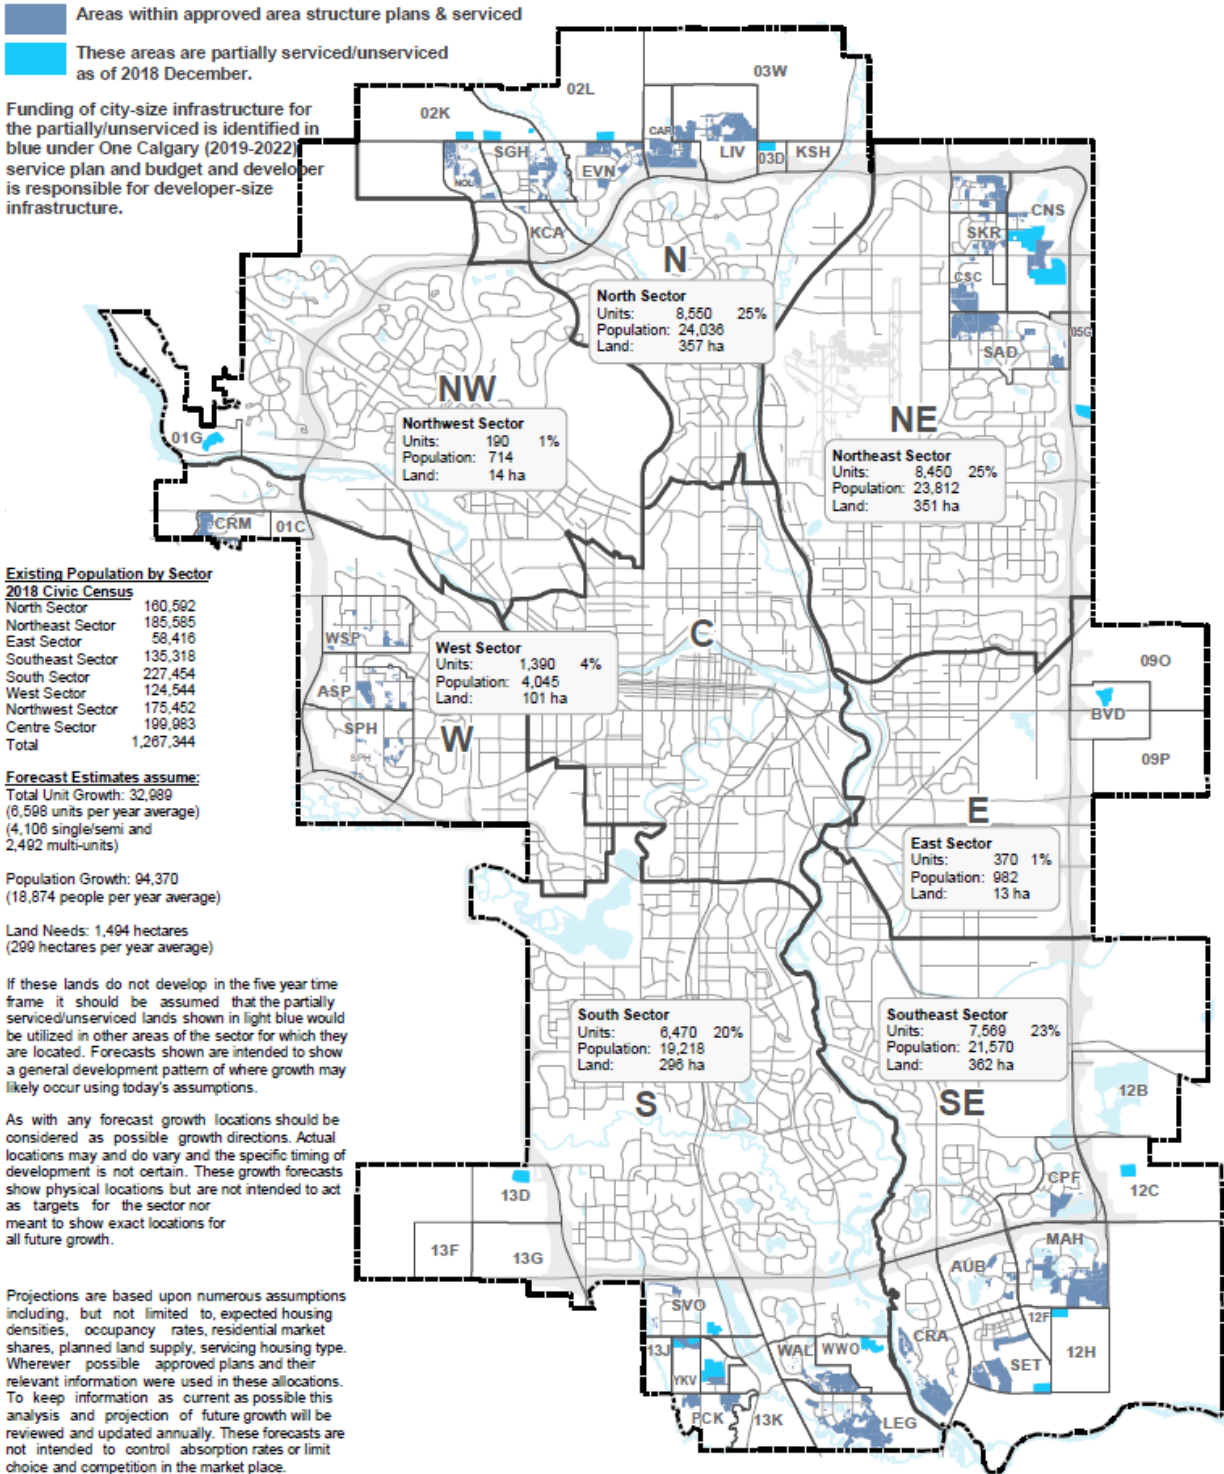 Areas within approved area structure plans & serviced
These areas are partially serviced/unserviced
as of 2018 December.
Funding of city-size infrastructure for
the partially/unserviced is identified in
blue under One Calgary (2019-2022)
service plan and budget and developer
is responsible for developer-size
infrastructure.
03W
02L
02K
CAR
SGH
LIV
03D
KSH
EVN
NOL
KCA
CNS
SKR
CSC
SAD
05G
N
North Sector
Units: 8,550 25%
Population: 24,036
Land: 357 ha
NW
Northwest Sector
Units: 190 1%
Population: 714
Land: 14 ha
NE
Northeast Sector
Units: 8,450 25%
Population: 23,812
Land: 351 ha
01G
CRM
01C
Existing Population by Sector
2018 Civic Census
North Sector 160,592
Northeast Sector 185,585
East Sector 58,416
Southeast Sector 135,318
South Sector 227,454
West Sector 124,544
Northwest Sector 175,452
Centre Sector 199,983
Total 1,267,344
WSP
ASP
SPH
SPH
W
West Sector
Units: 1,390 4%
Population: 4,045
Land: 101 ha
C
09O
BVD
09P
Forecast Estimates assume:
Total Unit Growth: 32,989
(6,598 units per year average)
(4,106 single/semi and
2,492 multi-units)
Population Growth: 94,370
(18,874 people per year average)
Land Needs: 1,494 hectares
(299 hectares per year average)
E
East Sector
Units: 370 1%
Population: 982
Land: 13 ha
If these lands do not develop in the five year time
frame it should be assumed that the partially
serviced/unserviced lands shown in light blue would
be utilized in other areas of the sector for which they
are located. Forecasts shown are intended to show
a general development pattern of where growth may
likely occur using today's assumptions.
South Sector
Units: 6,470 20%
Population: 19,218
Land: 296 ha
S
Southeast Sector
Units: 7,569 23%
Population: 21,570
Land: 362 ha
SE
12B
As with any forecast growth locations should be
considered as possible growth directions. Actual
locations may and do vary and the specific timing of
development is not certain. These growth forecasts
show physical locations but are not intended to act
as targets for the sector nor
meant to show exact locations for
all future growth.
13D
13F
13G
CPF
12C
MAH
AUB
12F
12H
SET
CRA
SVO
13J
YKV
WAL
WWO
PCK
13K
LEG
Projections are based upon numerous assumptions
including, but not limited to, expected housing
densities, occupancy rates, residential market
shares, planned land supply, servicing housing type.
Wherever possible approved plans and their
relevant information were used in these allocations.
To keep information as current as possible this
analysis and projection of future growth will be
reviewed and updated annually. These forecasts are
not intended to control absorption rates or limit
choice and competition in the market place.